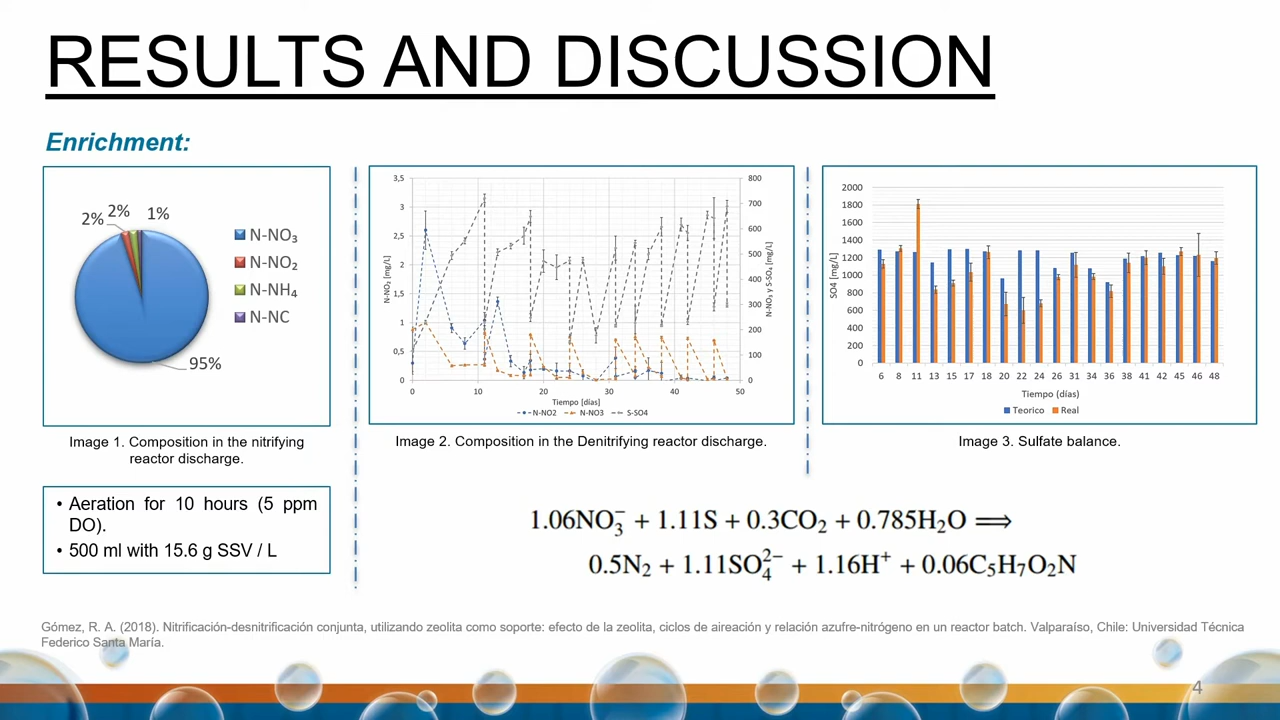 RESULTS AND DISCUSSION
Enrichment:
2%
2%
1%
95%
N-NO₃
N-NO₂
N-NH₄
N-NC
Image 1. Composition in the nitrifying
reactor discharge.
• Aeration for 10 hours (5 ppm
DO).
• 500 ml with 15.6 g SSV / L
3,5
3
2,5
2
1,5
1
0,5
0
N-NO₂ [mg/L]
800
700
600
500
400
300
200
100
0
N-NO₃ y S-SO₄ [mg/L]
0 10 20 30 40 50
Tiempo [días]
N-NO2 N-NO3 S-SO4
Image 2. Composition in the Denitrifying reactor discharge.
2000
1800
1600
1400
1200
1000
800
600
400
200
0
SO4 [mg/L]
6 8 11 13 15 17 18 20 22 24 26 31 34 36 38 41 42 45 46 48
Tiempo (días)
Teorico Real
Image 3. Sulfate balance.
1.06NO₃⁻ + 1.11S + 0.3CO₂ + 0.785H₂O ⟹
0.5N₂ + 1.11SO₄²⁻ + 1.16H⁺ + 0.06C₅H₇O₂N
Gómez, R. A. (2018). Nitrificación-desnitrificación conjunta, utilizando zeolita como soporte: efecto de la zeolita, ciclos de aireación y relación azufre-nitrógeno en un reactor batch. Valparaíso, Chile: Universidad Técnica
Federico Santa María.
4